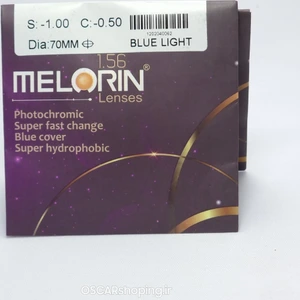 S: -1.00 C: -0.50
Dia:70MM ⌽ BLUE LIGHT
1202040092
1.56
MELORIN®
Lenses
Photochromic
Super fast change
Blue cover
Super hydrophobic